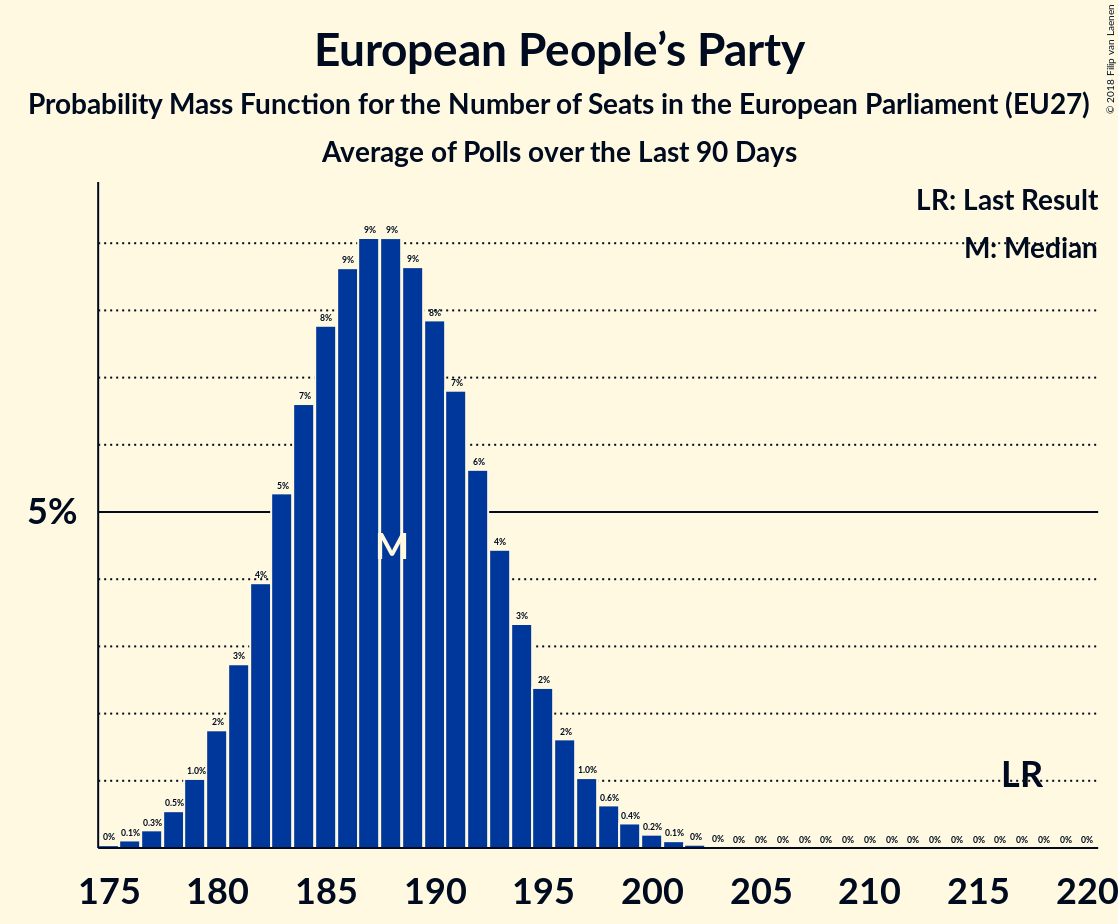 European People’s Party
Probability Mass Function for the Number of Seats in the European Parliament (EU27)
Average of Polls over the Last 90 Days
© 2018 Filip van Laenen
LR: Last Result
M: Median
5%
0% 0.1% 0.3% 0.5% 1.0% 2% 3% 4% 5% 7% 8% 9% 9% 9% 9% 8% 7% 6% 4% 3% 2% 2% 1.0% 0.6% 0.4% 0.2% 0.1% 0% 0% 0% 0% 0% 0% 0% 0% 0% 0% 0% 0% 0% 0% 0% 0% 0% 0% 0%
M
LR
175 180 185 190 195 200 205 210 215 220